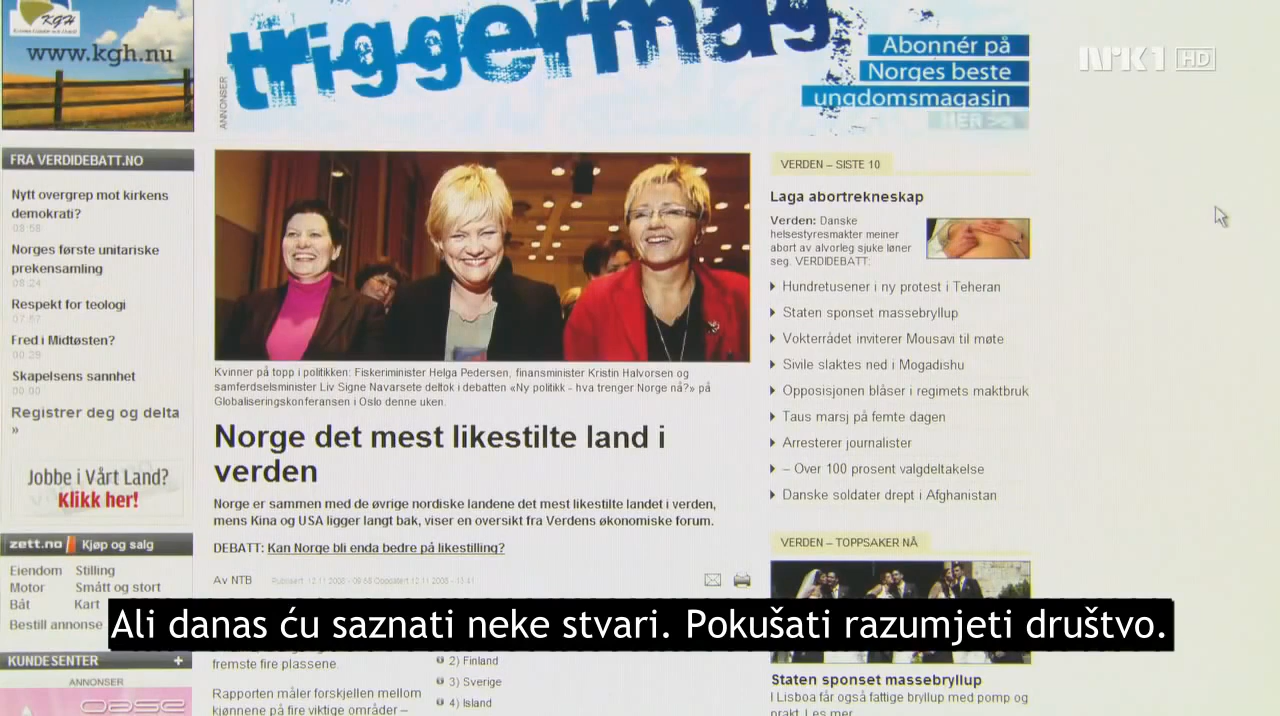 KGH
www.kgh.nu
triggermag
Abonnér på
Norges beste
ungdomsmagasin
HER >>
ANNONSER
NRK1 HD
FRA VERDIDEBATT.NO
Nytt overgrep mot kirkens
demokrati?
08:58
Norges første unitariske
prekensamling
08:24
Respekt for teologi
07:57
Fred i Midtøsten?
00:29
Skapelsens sannhet
00:00
Registrer deg og delta
»
Jobbe i Vårt Land?
Klikk her!
zett.no Kjøp og salg
Eiendom Stilling
Motor Smått og stort
Båt Kart
Bestill annonse
KUNDESENTER +
ANNONSER
oase
Kvinner på topp i politikken: Fiskeriminister Helga Pedersen, finansminister Kristin Halvorsen og
samferdselsminister Liv Signe Navarsete deltok i debatten «Ny politikk - hva trenger Norge nå?» på
Globaliseringskonferansen i Oslo denne uken.
Norge det mest likestilte land i
verden
Norge er sammen med de øvrige nordiske landene det mest likestilte landet i verden,
mens Kina og USA ligger langt bak, viser en oversikt fra Verdens økonomiske forum.
DEBATT: Kan Norge bli enda bedre på likestilling?
Av NTB
fremste fire plassene.
Rapporten måler forskjellen mellom
kjønnene på fire viktige områder –
2) Finland
3) Sverige
4) Island
VERDEN – SISTE 10
Laga abortrekneskap
Verden: Danske
helsestyresmakter meiner
abort av alvorleg sjuke løner
seg. VERDIDEBATT:
Hundretusener i ny protest i Teheran
Staten sponset massebryllup
Vokterrådet inviterer Mousavi til møte
Sivile slaktes ned i Mogadishu
Opposisjonen blåser i regimets maktbruk
Taus marsj på femte dagen
Arresterer journalister
– Over 100 prosent valgdeltakelse
Danske soldater drept i Afghanistan
VERDEN – TOPPSAKER NÅ
Staten sponset massebryllup
I Lisboa får også fattige bryllup med pomp og
prakt. Les mer
Ali danas ću saznati neke stvari. Pokušati razumjeti društvo.